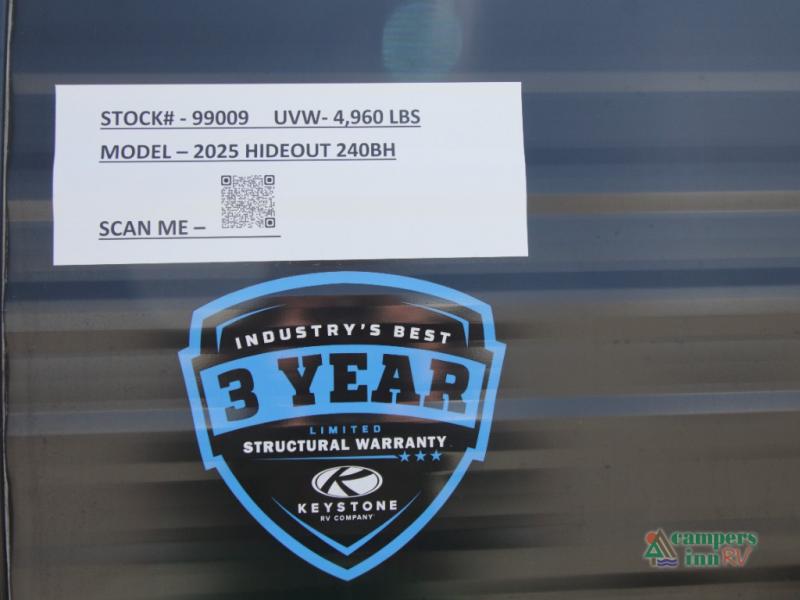 STOCK# - 99009 UVW- 4,960 LBS
MODEL – 2025 HIDEOUT 240BH
SCAN ME –
INDUSTRY'S BEST
3 YEAR
LIMITED
STRUCTURAL WARRANTY
K
KEYSTONE
RV COMPANY
campers
inn RV